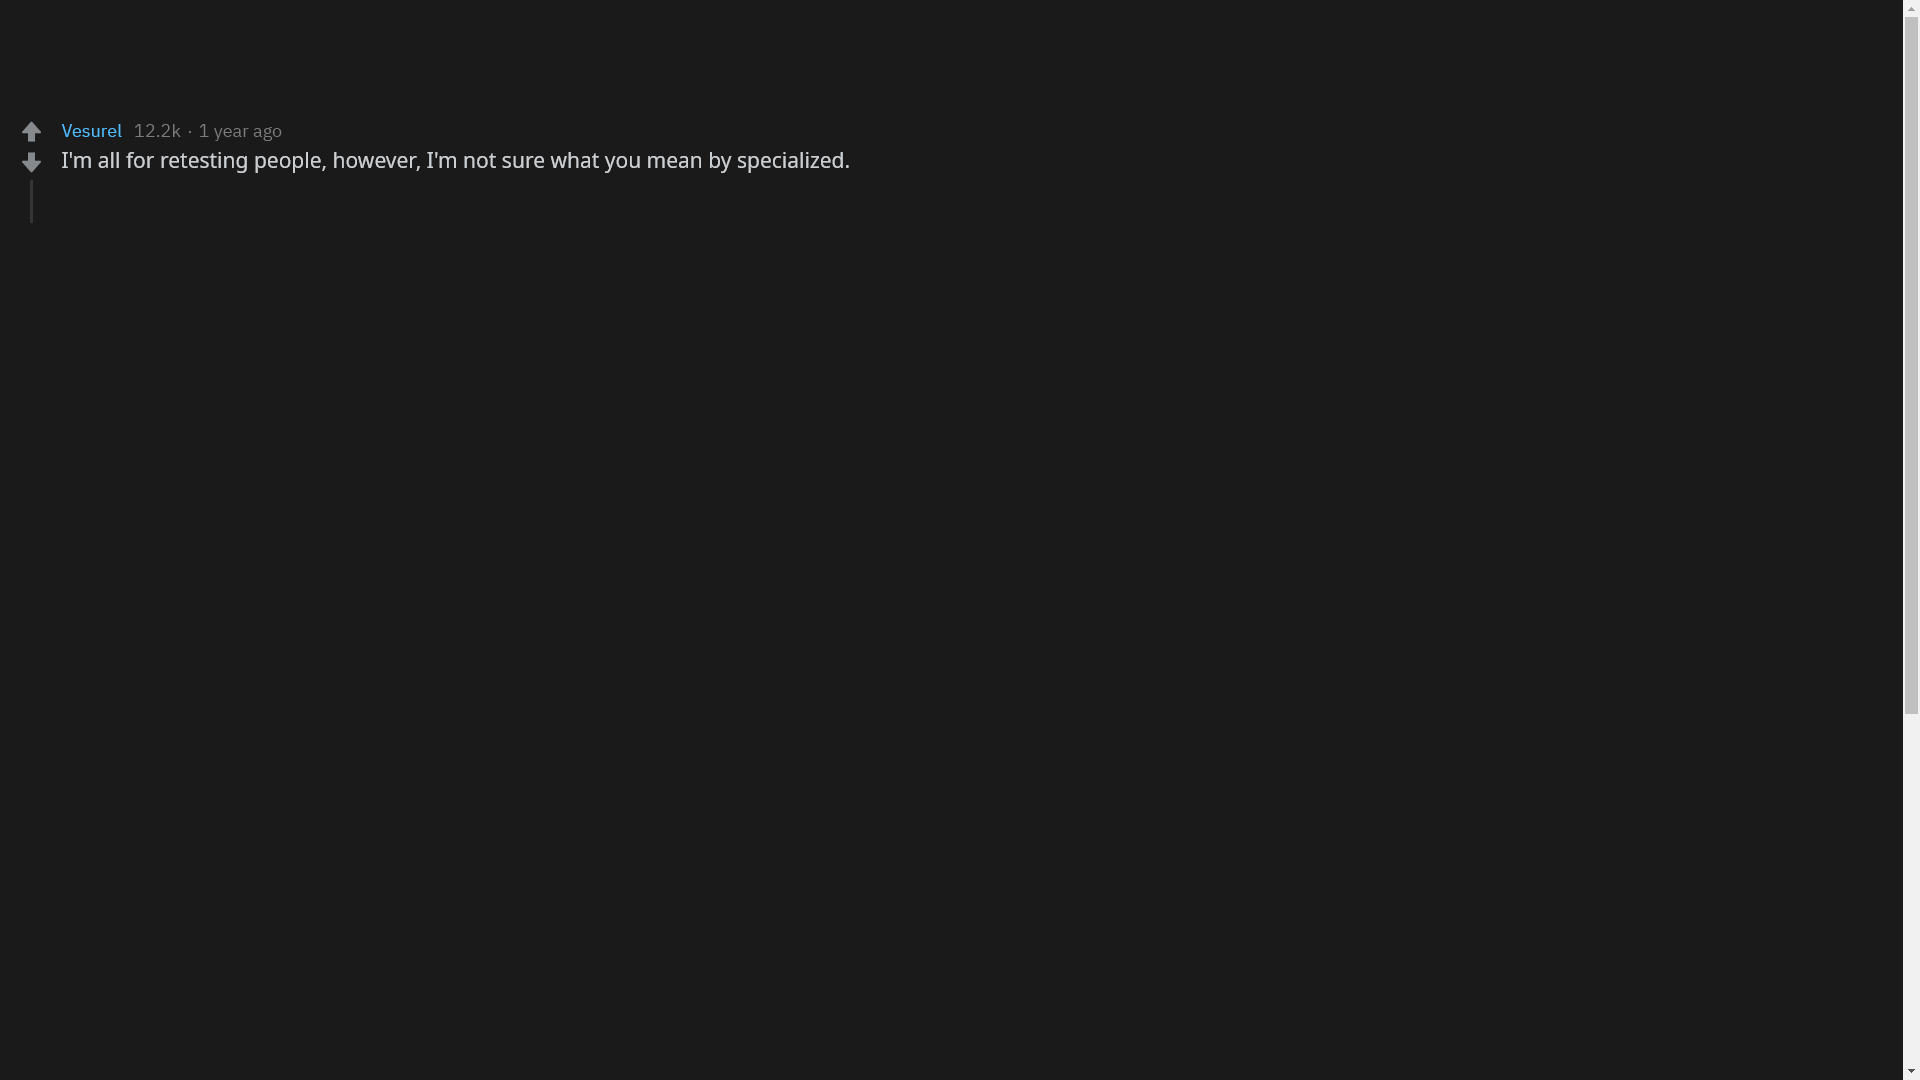 Vesurel 12.2k · 1 year ago
I'm all for retesting people, however, I'm not sure what you mean by specialized.